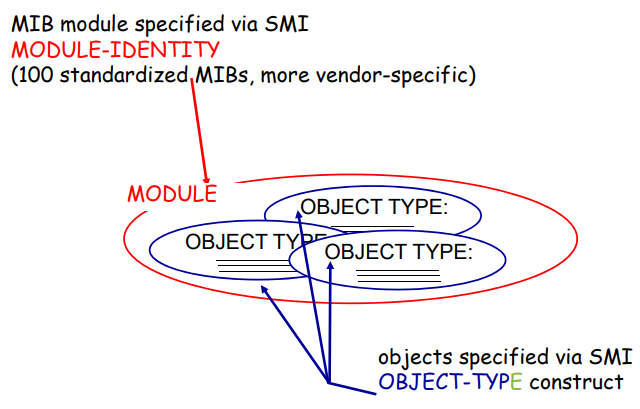 MIB module specified via SMI
MODULE-IDENTITY
(100 standardized MIBs, more vendor-specific)
MODULE
OBJECT TYPE:
OBJECT TYPE
OBJECT TYPE:
objects specified via SMI
OBJECT-TYPE construct